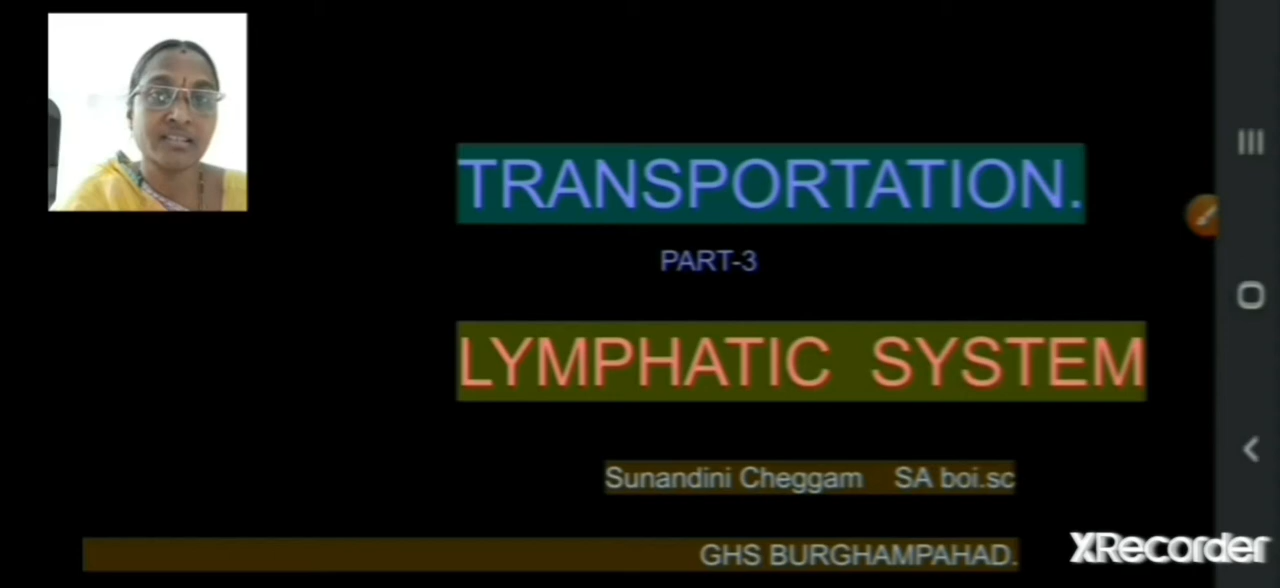 TRANSPORTATION.
PART-3
LYMPHATIC SYSTEM
Sunandini Cheggam SA boi.sc
GHS BURGHAMPAHAD.
XRecorder